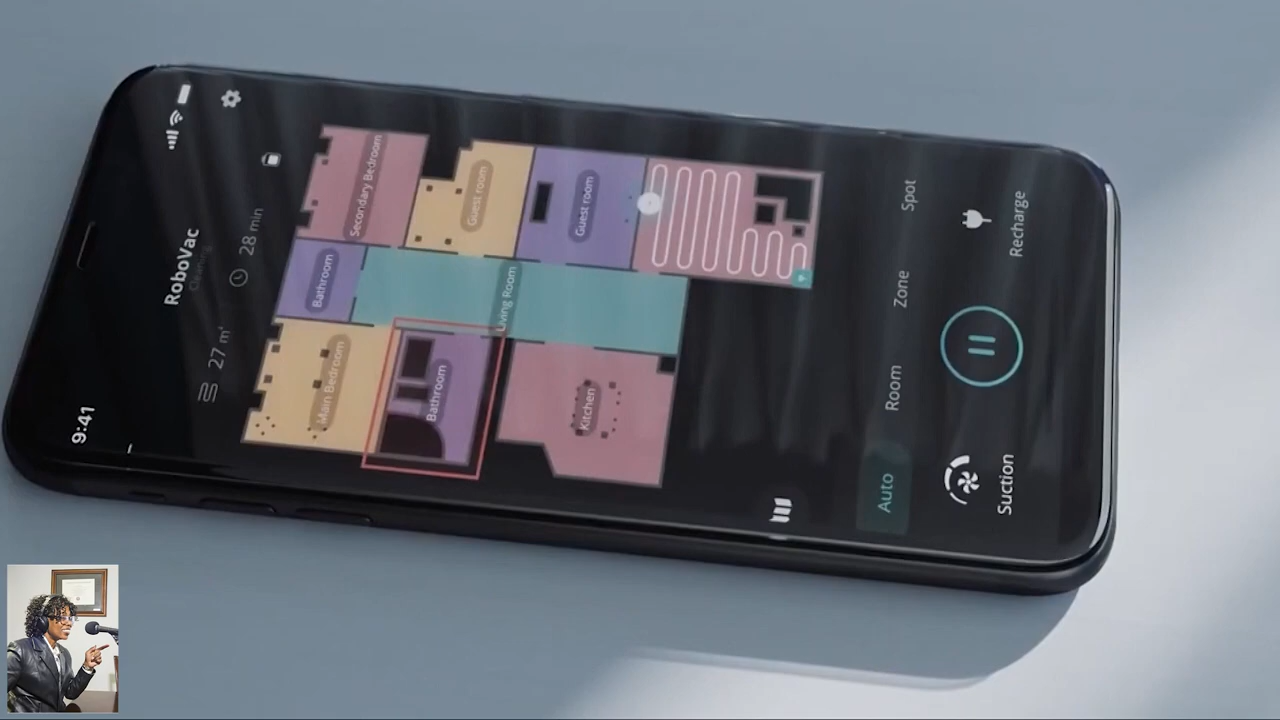 9:41
RoboVac
Cleaning
27 m²
28 min
Secondary Bedroom
Guest room
Guest room
Bathroom
Living Room
Main Bedroom
Bathroom
Kitchen
Auto
Room
Zone
Spot
Suction
Recharge